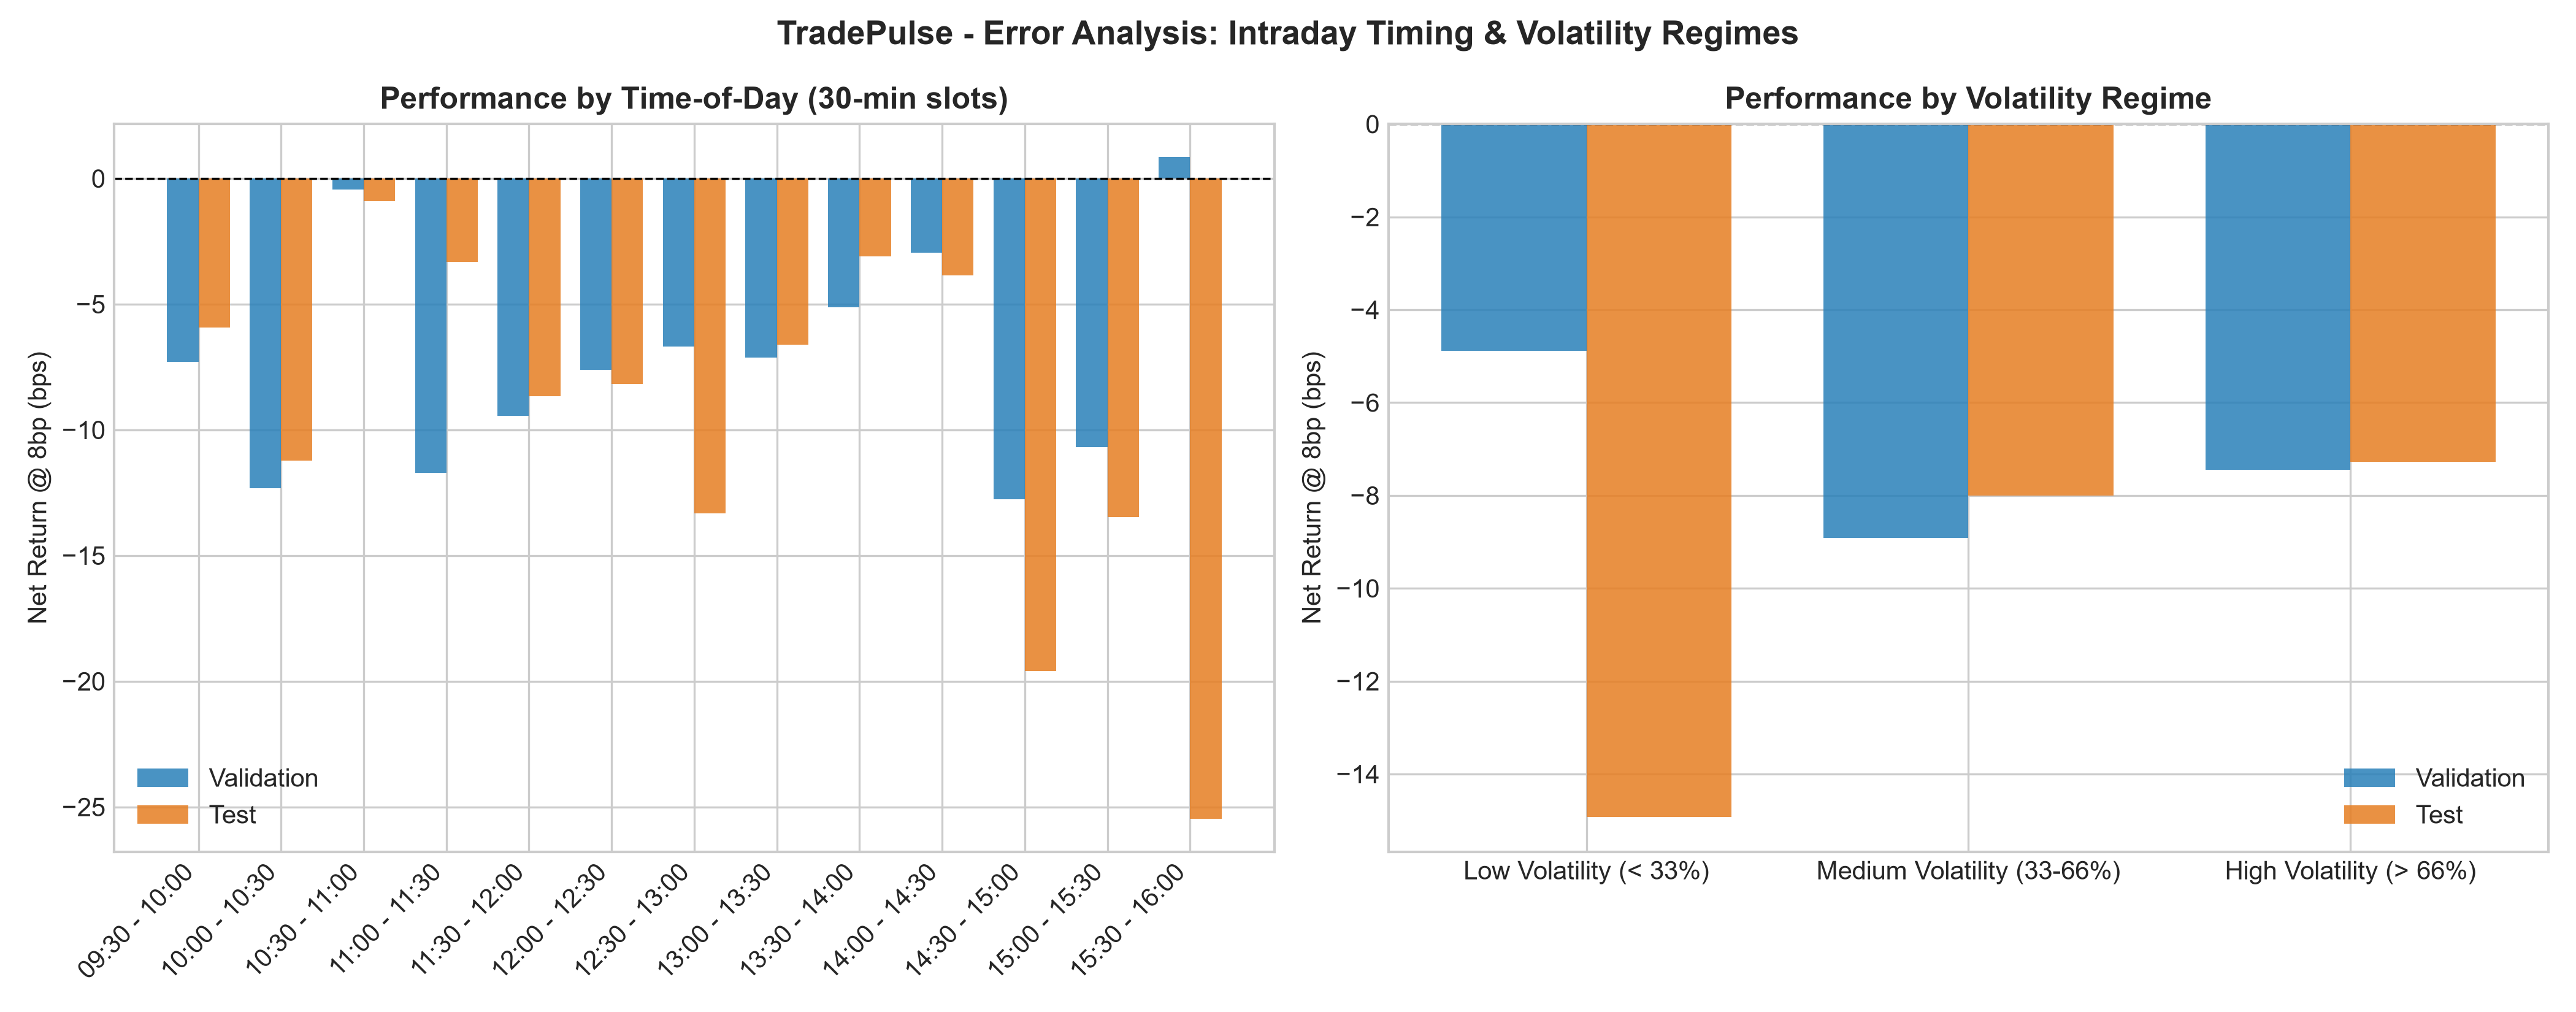 TradePulse - Error Analysis: Intraday Timing & Volatility Regimes
Performance by Time-of-Day (30-min slots)
Net Return @ 8bp (bps)
0
−5
−10
−15
−20
−25
Validation
Test
09:30 - 10:00
10:00 - 10:30
10:30 - 11:00
11:00 - 11:30
11:30 - 12:00
12:00 - 12:30
12:30 - 13:00
13:00 - 13:30
13:30 - 14:00
14:00 - 14:30
14:30 - 15:00
15:00 - 15:30
15:30 - 16:00
Performance by Volatility Regime
Net Return @ 8bp (bps)
0
−2
−4
−6
−8
−10
−12
−14
Validation
Test
Low Volatility (< 33%)
Medium Volatility (33-66%)
High Volatility (> 66%)